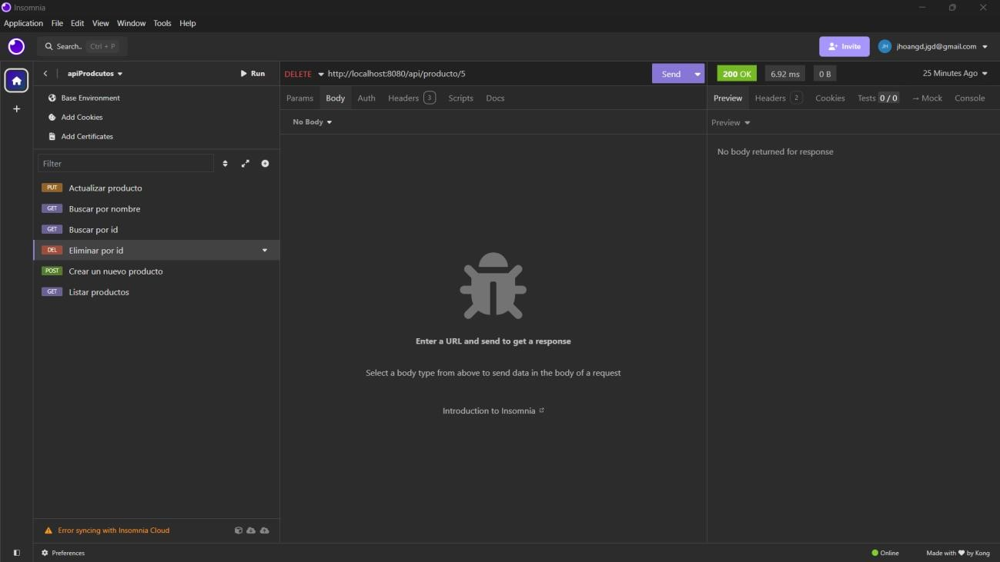 Insomnia
Application File Edit View Window Tools Help
Search.. Ctrl + P
Invite
JH jhoangd.jgd@gmail.com
apiProdcutos
Run
Base Environment
Add Cookies
Add Certificates
Filter
PUT Actualizar producto
GET Buscar por nombre
GET Buscar por id
DEL Eliminar por id
POST Crear un nuevo producto
GET Listar productos
Error syncing with Insomnia Cloud
DELETE http://localhost:8080/api/producto/5
Send
Params Body Auth Headers 3 Scripts Docs
No Body
Enter a URL and send to get a response
Select a body type from above to send data in the body of a request
Introduction to Insomnia
200 OK 6.92 ms 0 B 25 Minutes Ago
Preview Headers 2 Cookies Tests 0 / 0 → Mock Console
Preview
No body returned for response
Preferences
Online
Made with ♥ by Kong